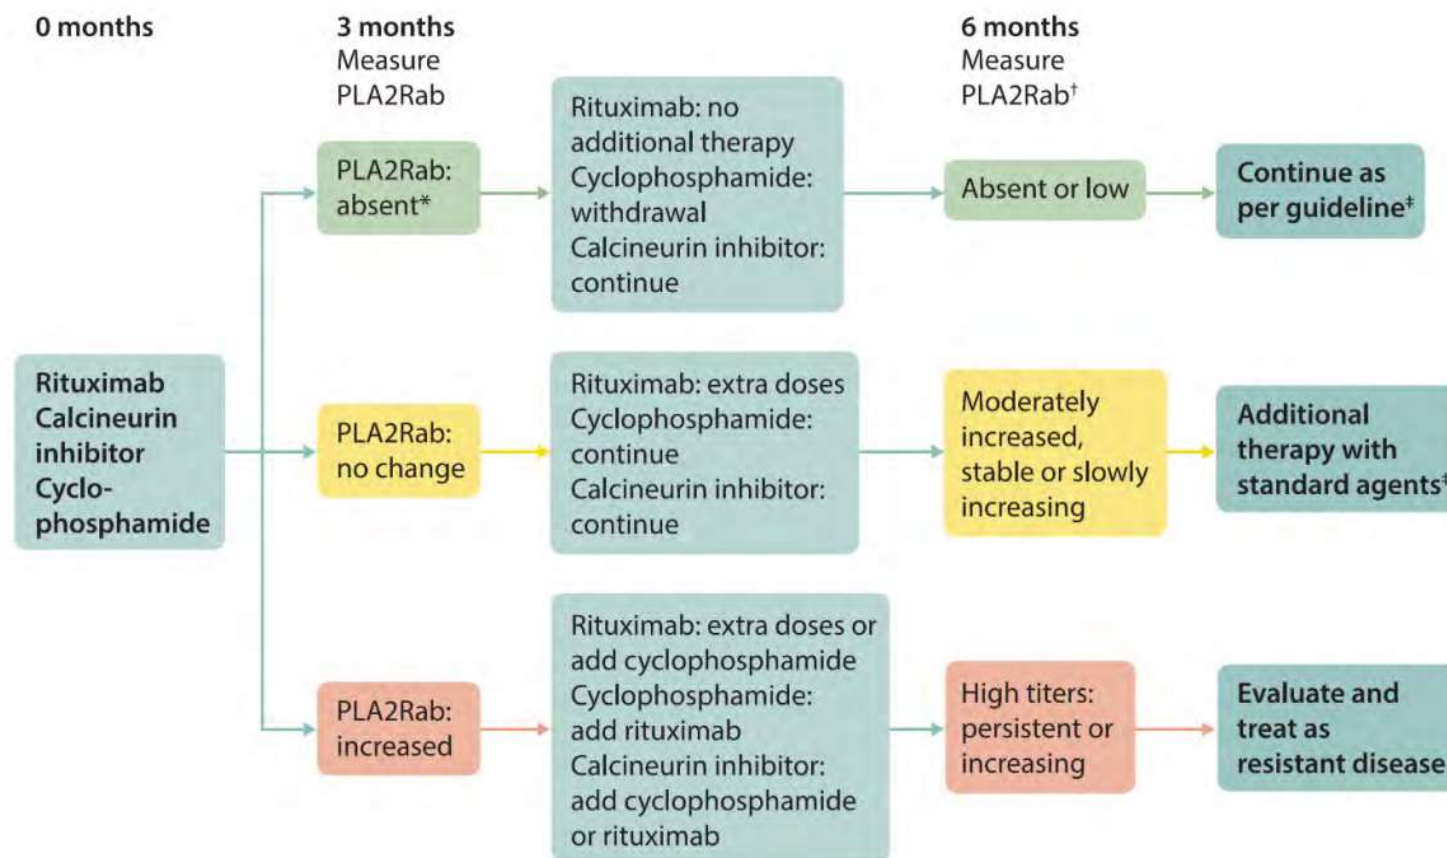 0 months
3 months
Measure
PLA2Rab
6 months
Measure
PLA2Rab†
Rituximab
Calcineurin
inhibitor
Cyclo-
phosphamide
PLA2Rab:
absent*
Rituximab: no
additional therapy
Cyclophosphamide:
withdrawal
Calcineurin inhibitor:
continue
Absent or low
Continue as
per guideline‡
PLA2Rab:
no change
Rituximab: extra doses
Cyclophosphamide:
continue
Calcineurin inhibitor:
continue
Moderately
increased,
stable or slowly
increasing
Additional
therapy with
standard agents‡
PLA2Rab:
increased
Rituximab: extra doses or
add cyclophosphamide
Cyclophosphamide:
add rituximab
Calcineurin inhibitor:
add cyclophosphamide
or rituximab
High titers:
persistent or
increasing
Evaluate and
treat as
resistant disease